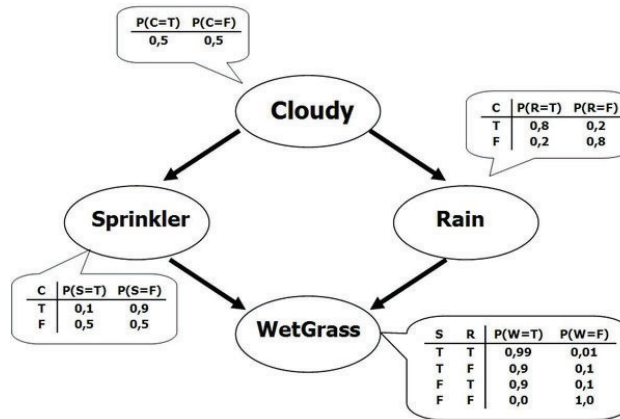 P(C=T) P(C=F)
0,5 0,5
Cloudy
C P(R=T) P(R=F)
T 0,8 0,2
F 0,2 0,8
Sprinkler
Rain
C P(S=T) P(S=F)
T 0,1 0,9
F 0,5 0,5
WetGrass
S R P(W=T) P(W=F)
T T 0,99 0,01
T F 0,9 0,1
F T 0,9 0,1
F F 0,0 1,0